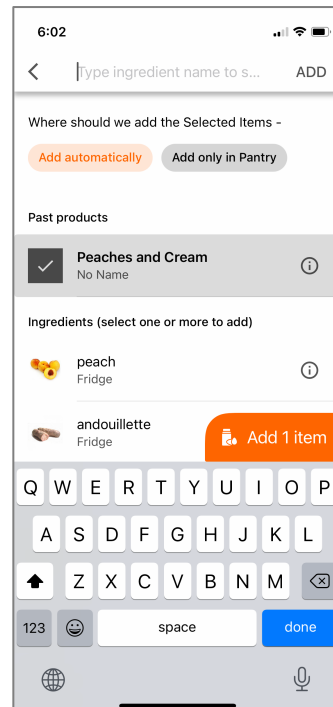 6:02
Type ingredient name to s... ADD
Where should we add the Selected Items -
Add automatically Add only in Pantry
Past products
Peaches and Cream
No Name
Ingredients (select one or more to add)
peach
Fridge
andouillette
Fridge
Add 1 item
Q W E R T Y U I O P
A S D F G H J K L
Z X C V B N M
123 space done